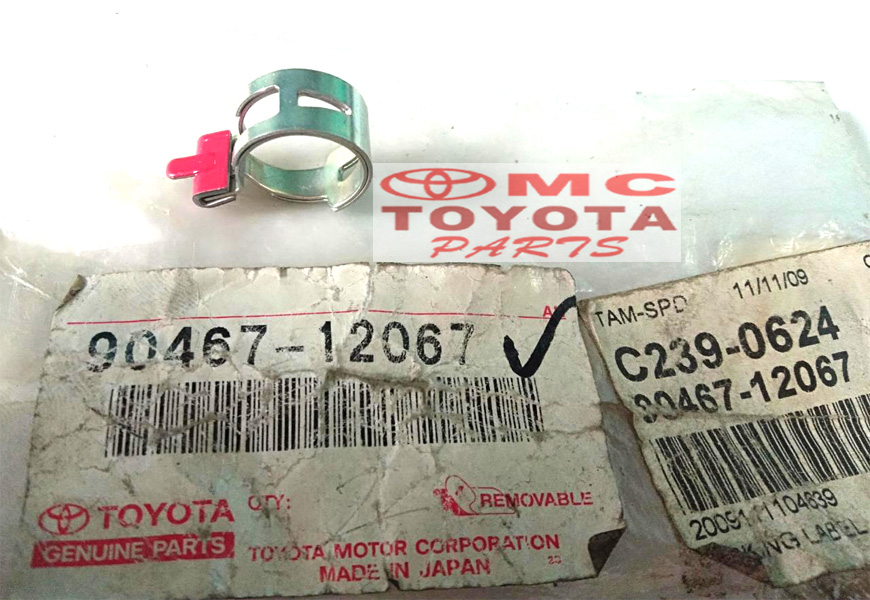 MC
TOYOTA
PARTS
90467-12067
TOYOTA
GENUINE PARTS
QTY:
REMOVABLE
TOYOTA MOTOR CORPORATION
MADE IN JAPAN
TAM-SPD 11/11/09
C239-0624
90467-12067
LABEL